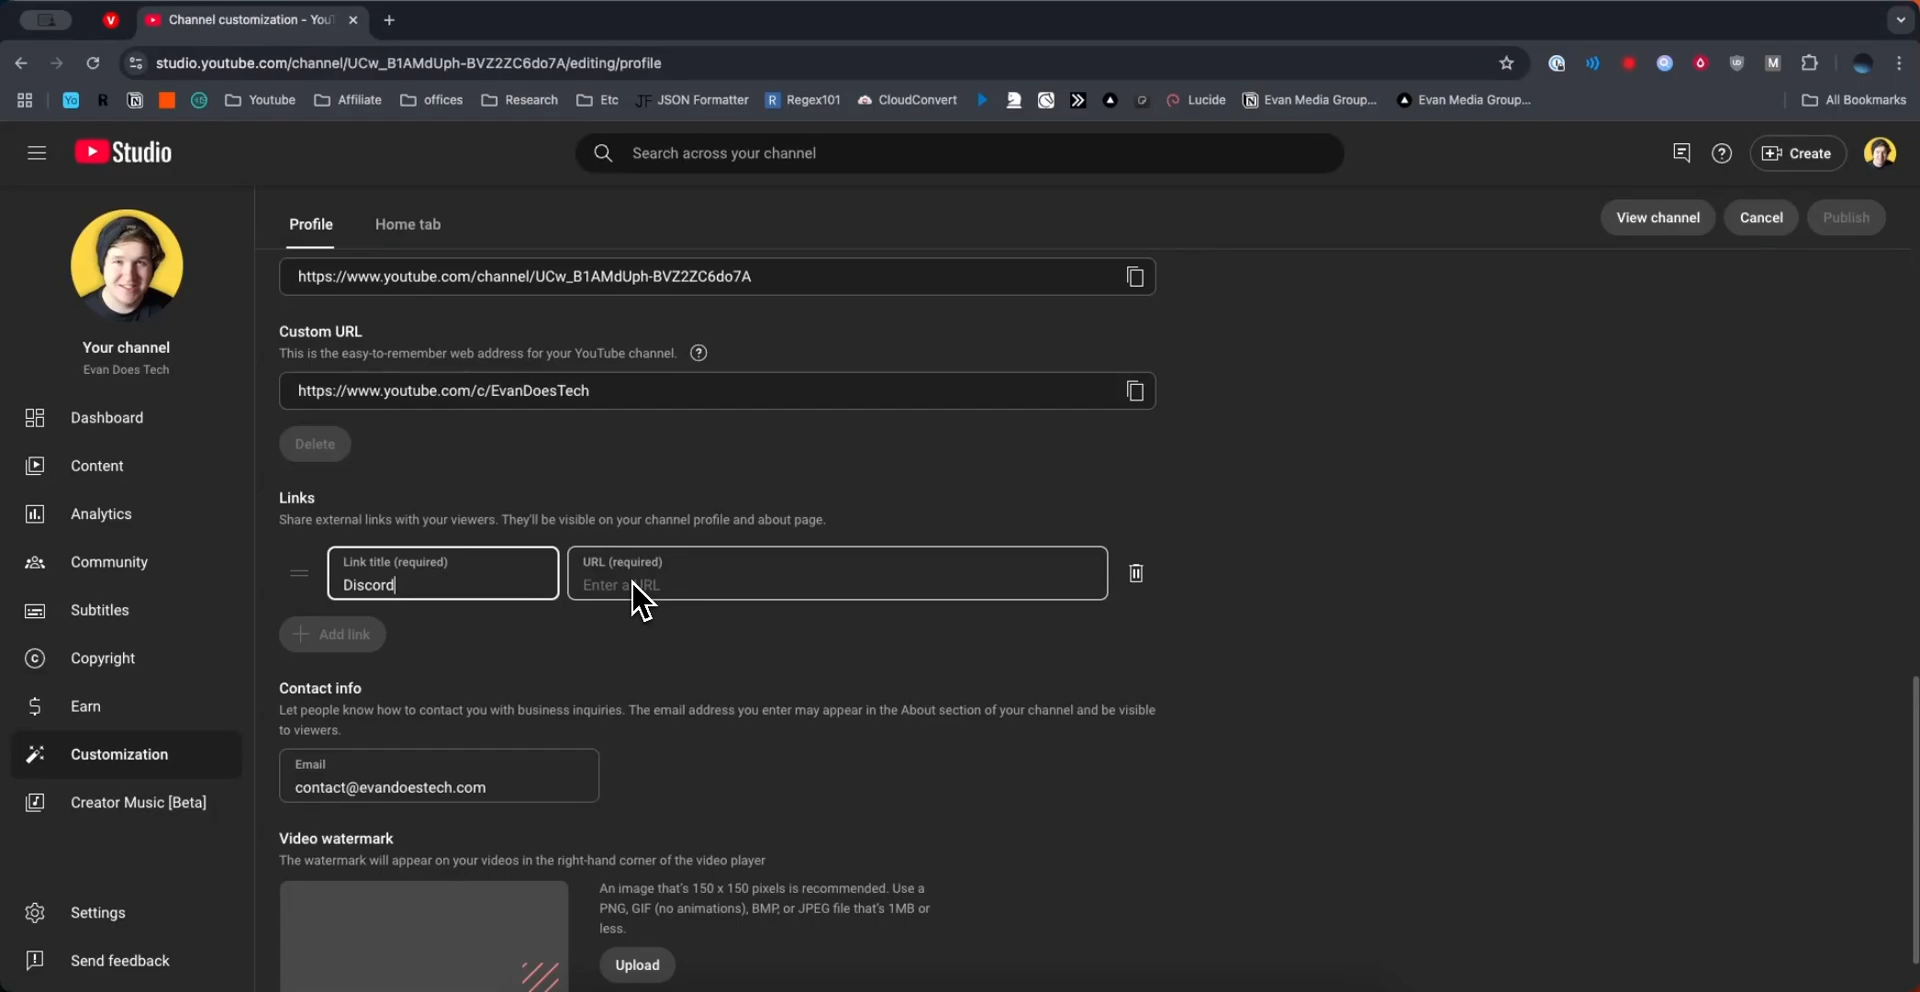 Channel customization - You
studio.youtube.com/channel/UCw_B1AMdUph-BVZ2ZC6do7A/editing/profile
Youtube
Affiliate
offices
Research
Etc
JF JSON Formatter
R Regex101
CloudConvert
Lucide
Evan Media Group...
Evan Media Group...
All Bookmarks
Studio
Search across your channel
Create
Your channel
Evan Does Tech
Dashboard
Content
Analytics
Community
Subtitles
Copyright
Earn
Customization
Creator Music [Beta]
Settings
Send feedback
Profile
Home tab
View channel
Cancel
Publish
https://www.youtube.com/channel/UCw_B1AMdUph-BVZ2ZC6do7A
Custom URL
This is the easy-to-remember web address for your YouTube channel.
https://www.youtube.com/c/EvanDoesTech
Delete
Links
Share external links with your viewers. They'll be visible on your channel profile and about page.
Link title (required)
Discord
URL (required)
Enter a URL
Add link
Contact info
Let people know how to contact you with business inquiries. The email address you enter may appear in the About section of your channel and be visible
to viewers.
Email
contact@evandoestech.com
Video watermark
The watermark will appear on your videos in the right-hand corner of the video player
An image that's 150 x 150 pixels is recommended. Use a
PNG, GIF (no animations), BMP, or JPEG file that's 1MB or
less.
Upload